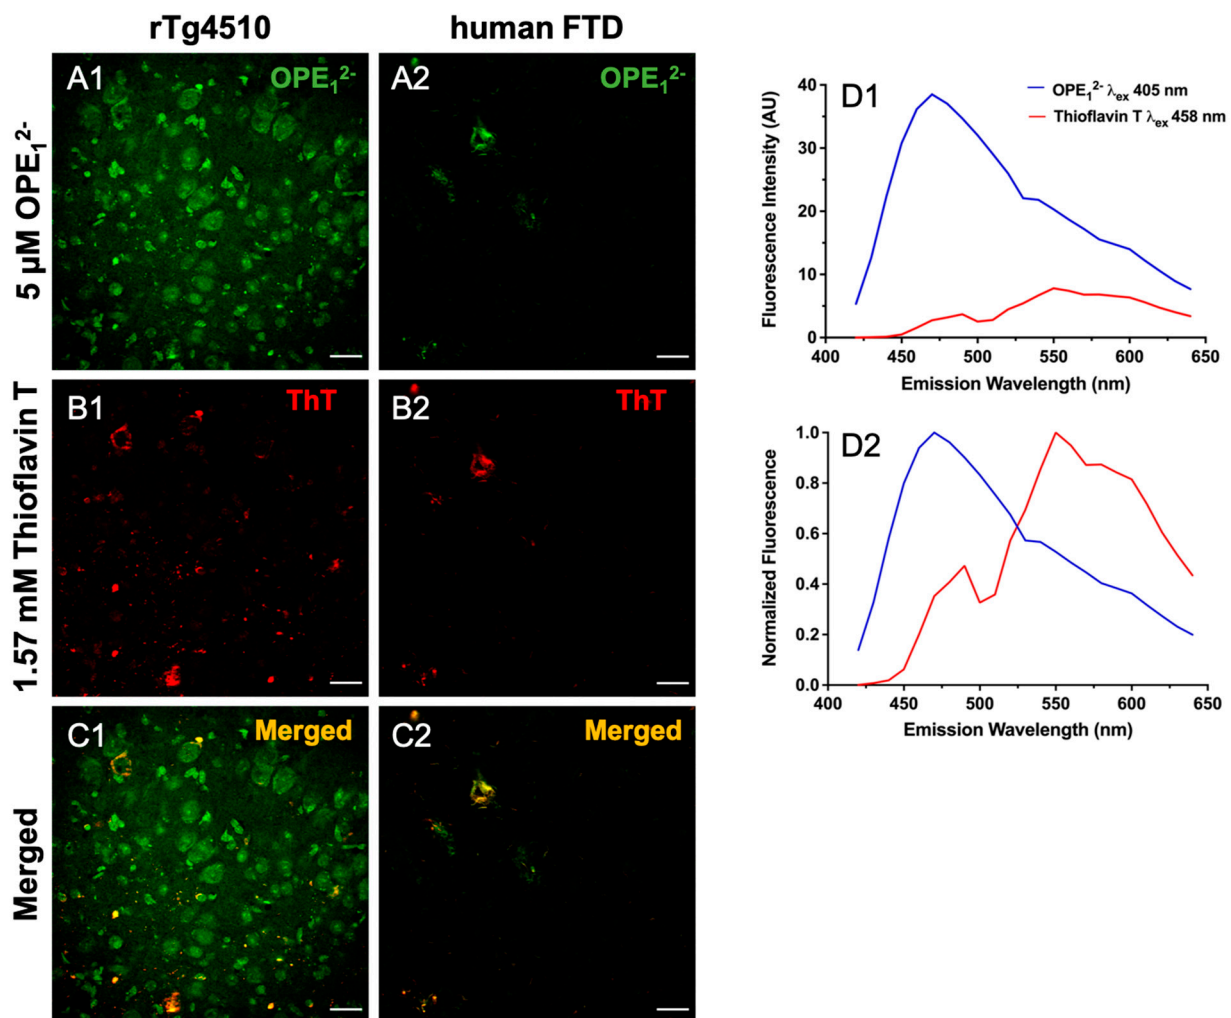 rTg4510
human FTD
5 µM OPE₁²⁻
A1
OPE₁²⁻
A2
OPE₁²⁻
1.57 mM Thioflavin T
B1
ThT
B2
ThT
Merged
C1
Merged
C2
Merged
D1
OPE₁²⁻ λₑₓ 405 nm
Thioflavin T λₑₓ 458 nm
Fluorescence Intensity (AU)
40
30
20
10
0
400
450
500
550
600
650
Emission Wavelength (nm)
D2
Normalized Fluorescence
1.0
0.8
0.6
0.4
0.2
0.0
400
450
500
550
600
650
Emission Wavelength (nm)